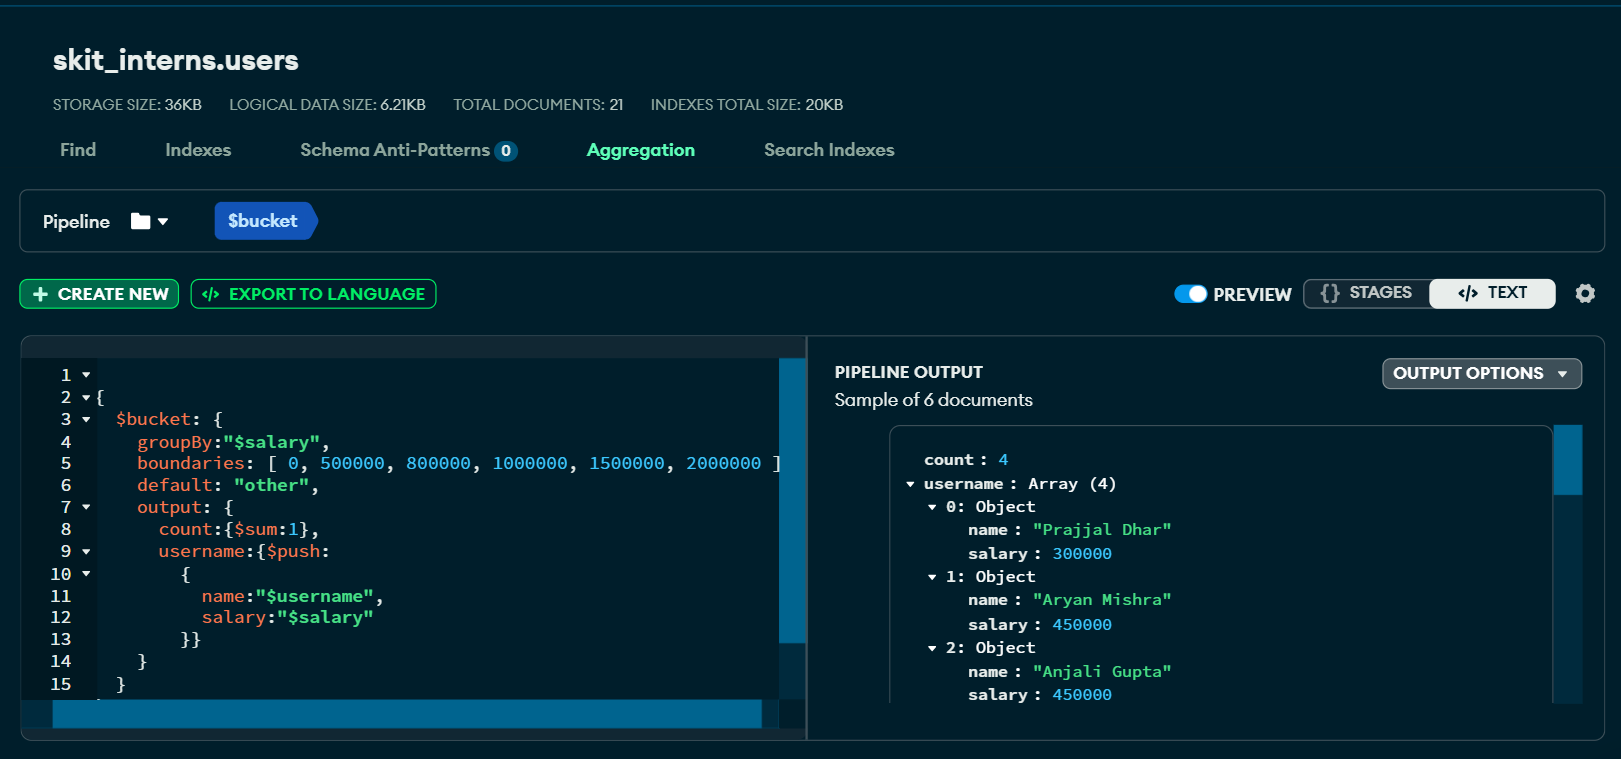 skit_interns.users
STORAGE SIZE: 36KB LOGICAL DATA SIZE: 6.21KB TOTAL DOCUMENTS: 21 INDEXES TOTAL SIZE: 20KB
Find Indexes Schema Anti-Patterns 0 Aggregation Search Indexes
Pipeline $bucket
+ CREATE NEW </> EXPORT TO LANGUAGE PREVIEW {} STAGES </> TEXT
1
2 {
3 $bucket: {
4 groupBy:"$salary",
5 boundaries: [ 0, 500000, 800000, 1000000, 1500000, 2000000 ]
6 default: "other",
7 output: {
8 count:{$sum:1},
9 username:{$push:
10 {
11 name:"$username",
12 salary:"$salary"
13 }}
14 }
15 }
PIPELINE OUTPUT
Sample of 6 documents
OUTPUT OPTIONS
count : 4
username : Array (4)
0: Object
name : "Prajjal Dhar"
salary : 300000
1: Object
name : "Aryan Mishra"
salary : 450000
2: Object
name : "Anjali Gupta"
salary : 450000